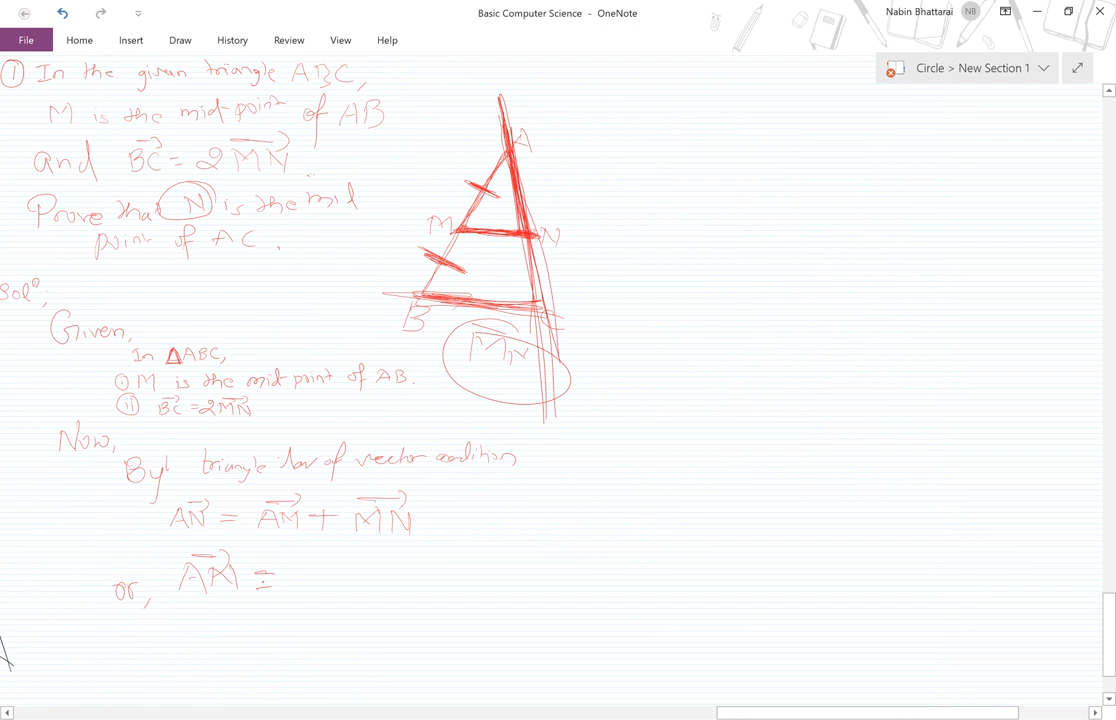 Basic Computer Science - OneNote
Nabin Bhattarai NB
File Home Insert Draw History Review View Help
Circle > New Section 1
① In the given triangle ABC,
M is the mid-point of AB
and BC⃗ = 2MN⃗
Prove that N is the mid
point of AC.
A
M N
B C
MN⃗
Solⁿ,
Given,
In ΔABC,
ⓘ M is the mid point of AB.
ⓘⓘ BC⃗ = 2MN⃗
Now,
By triangle law of vector condition
AN⃗ = AM⃗ + MN⃗
or, AN⃗ =